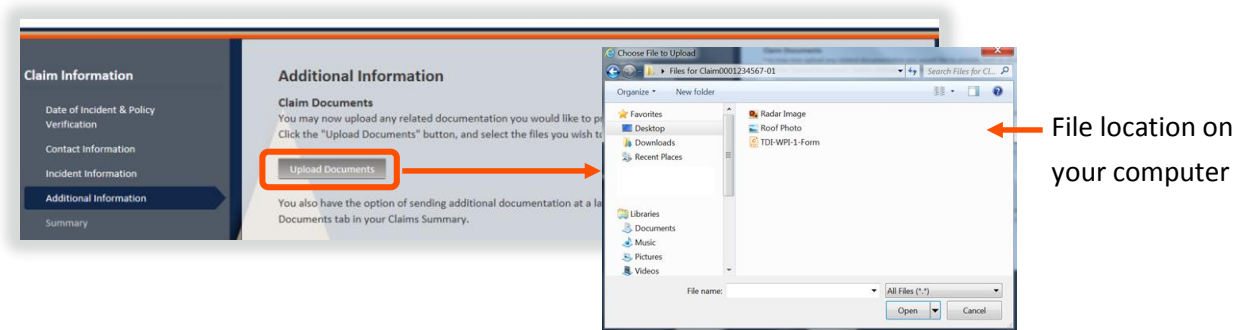 Claim Information
Date of Incident & Policy
Verification
Contact Information
Incident Information
Additional Information
Summary
Additional Information
Claim Documents
You may now upload any related documentation you would like to p
Click the "Upload Documents" button, and select the files you wish t
Upload Documents
You also have the option of sending additional documentation at a la
Documents tab in your Claims Summary.
Choose File to Upload
Files for Claim0001234567-01
Search Files for Cl...
Organize
New folder
Favorites
Desktop
Downloads
Recent Places
Libraries
Documents
Music
Pictures
Videos
Radar Image
Roof Photo
TDI-WPI-1-Form
File name:
All Files (*.*)
Open
Cancel
File location on
your computer